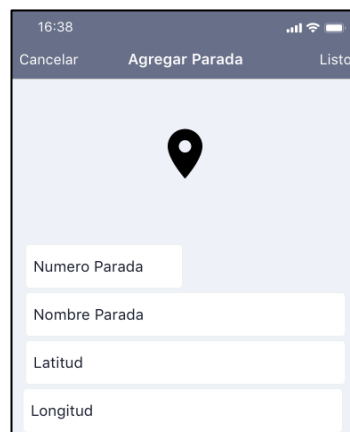 16:38
Cancelar Agregar Parada Listo
Numero Parada
Nombre Parada
Latitud
Longitud